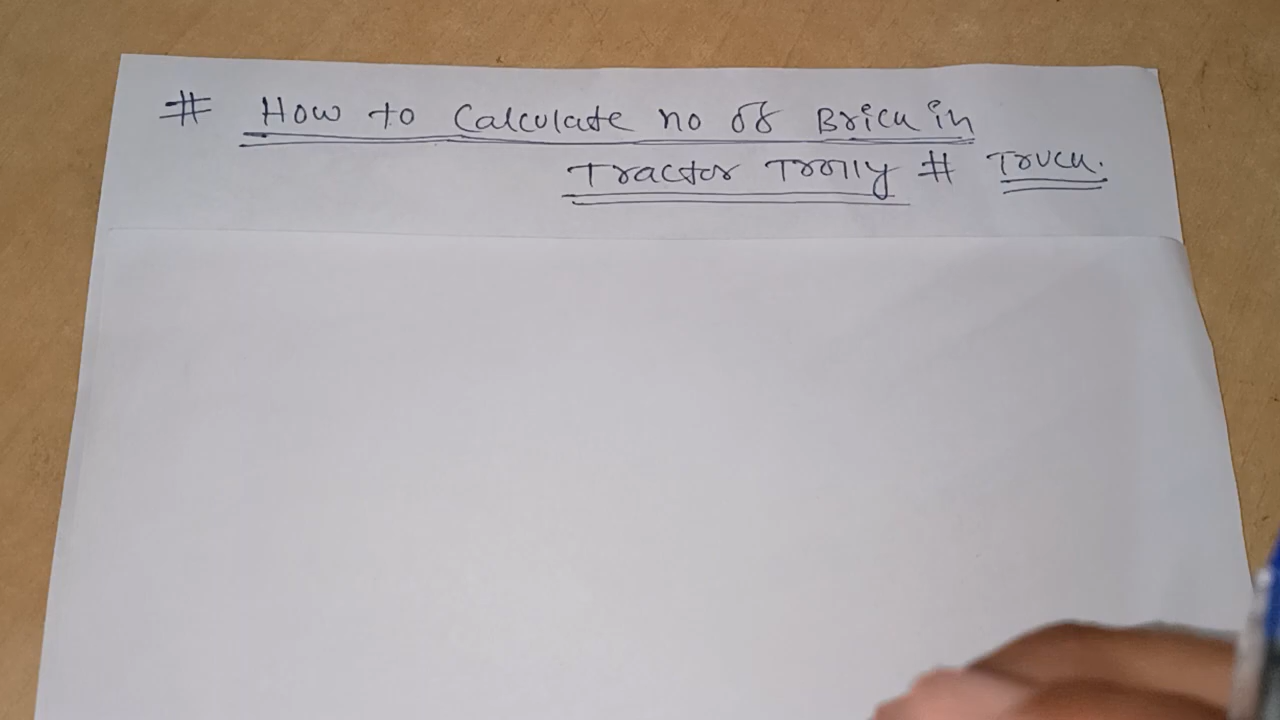 # How to Calculate no of Brick in
Tractor Trolly # Truck.